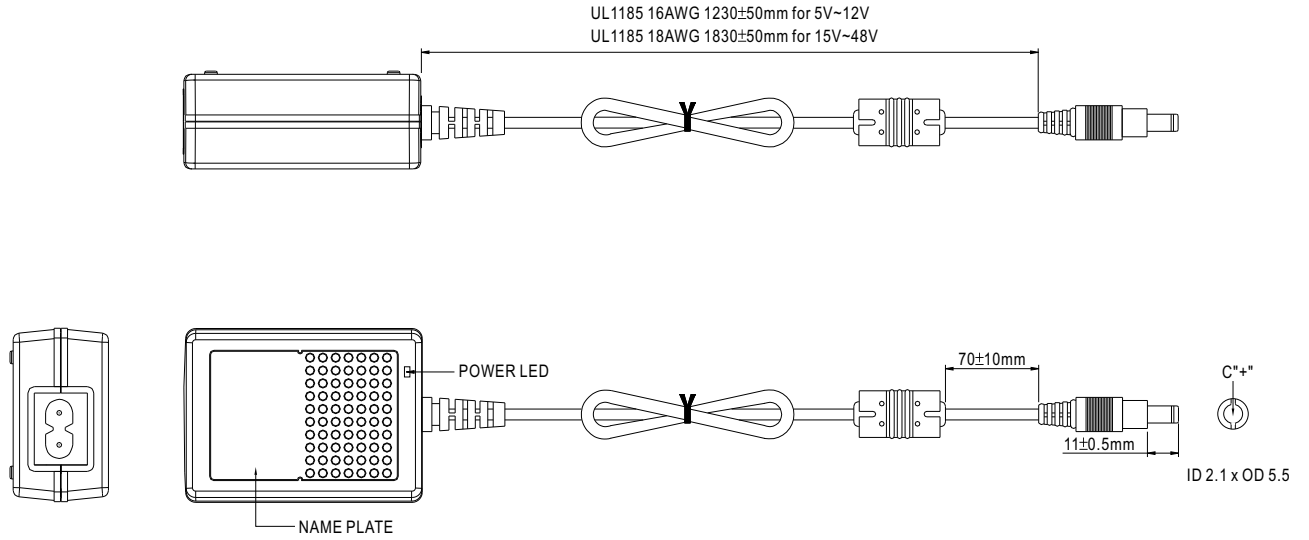 UL1185 16AWG 1230±50mm for 5V~12V
UL1185 18AWG 1830±50mm for 15V~48V
POWER LED
70±10mm
C"+"
11±0.5mm
ID 2.1 x OD 5.5
NAME PLATE